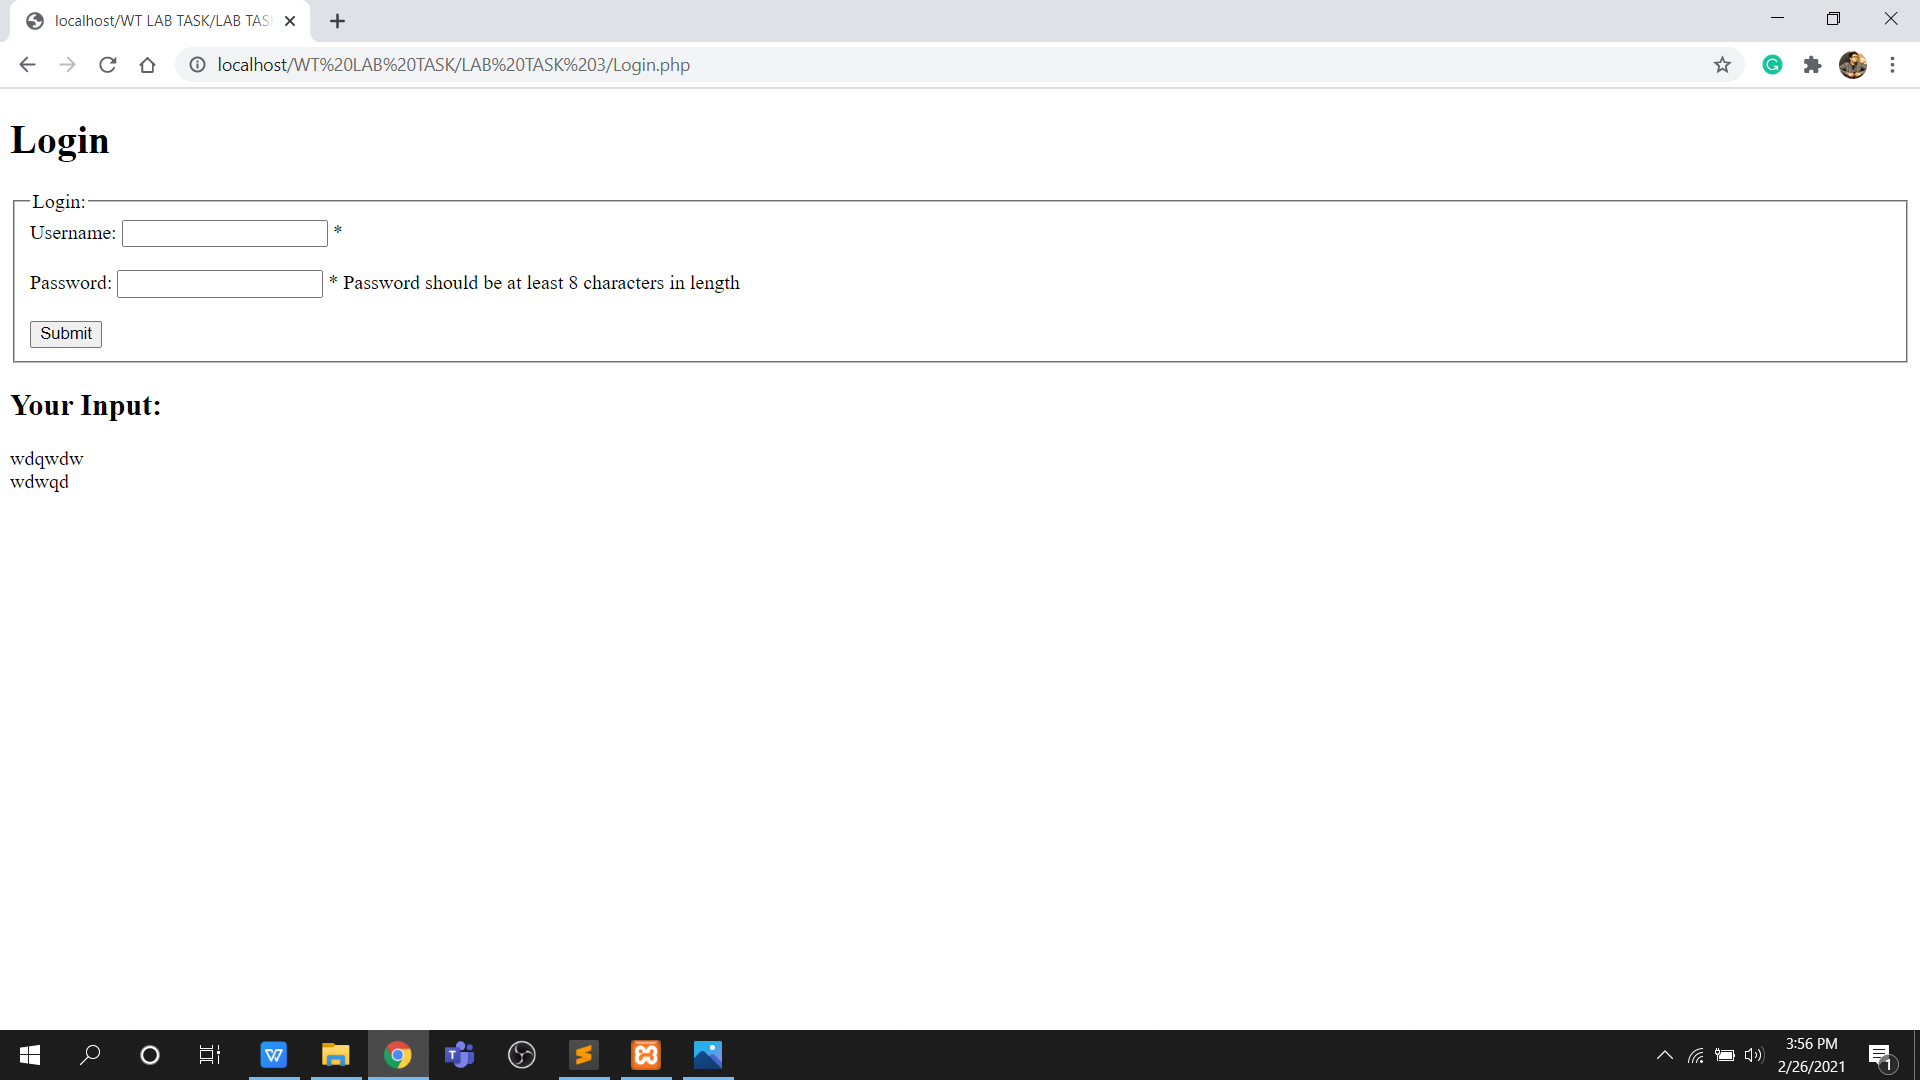 localhost/WT LAB TASK/LAB TAS
localhost/WT%20LAB%20TASK/LAB%20TASK%203/Login.php
Login
Login:
Username: *
Password: * Password should be at least 8 characters in length
Submit
Your Input:
wdqwdw
wdwqd
3:56 PM
2/26/2021
1